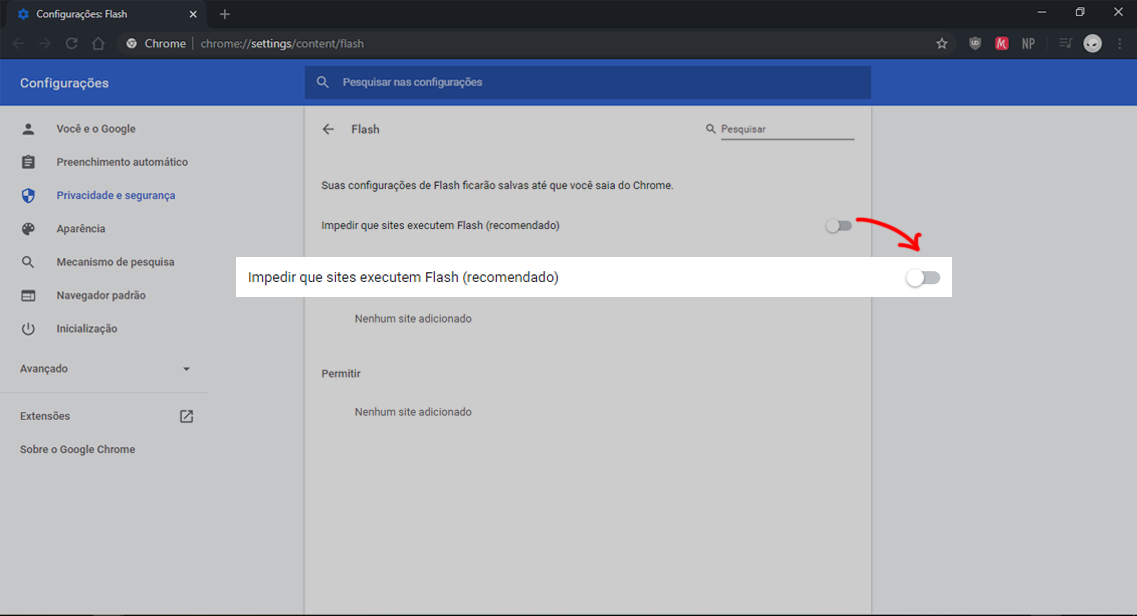 Configurações: Flash
Chrome
chrome://settings/content/flash
NP
Configurações
Pesquisar nas configurações
Você e o Google
Preenchimento automático
Privacidade e segurança
Aparência
Mecanismo de pesquisa
Navegador padrão
Inicialização
Avançado
Extensões
Sobre o Google Chrome
Flash
Pesquisar
Suas configurações de Flash ficarão salvas até que você saia do Chrome.
Impedir que sites executem Flash (recomendado)
Impedir que sites executem Flash (recomendado)
Nenhum site adicionado
Permitir
Nenhum site adicionado